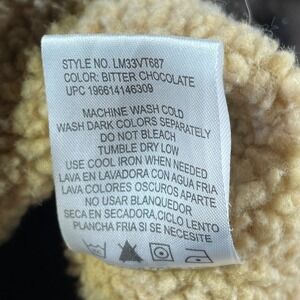 STYLE NO. LM33VT687
COLOR: BITTER CHOCOLATE
UPC 196614146309
MACHINE WASH COLD
WASH DARK COLORS SEPARATELY
DO NOT BLEACH
TUMBLE DRY LOW
USE COOL IRON WHEN NEEDED
LAVA EN LAVADORA CON AGUA FRIA
LAVA COLORES OSCUROS APARTE
NO USAR BLANQUEDOR
SECA EN SECADORA,CICLO LENTO
PLANCHA FRIA SI SE NECESITA